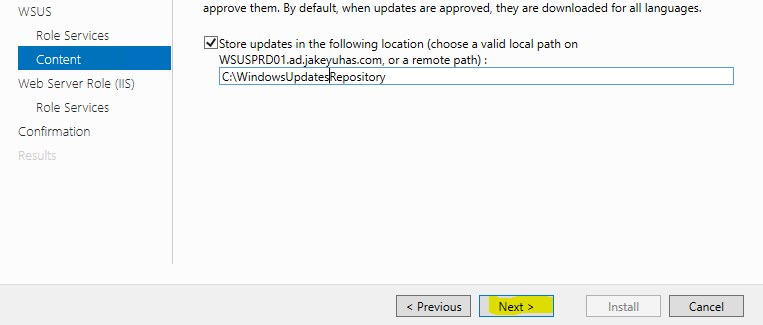 approve them. By default, when updates are approved, they are downloaded for all languages.
WSUS
Role Services
Content
Web Server Role (IIS)
Role Services
Confirmation
Results
Store updates in the following location (choose a valid local path on
WSUSPRD01.ad.jakeyuhas.com, or a remote path) :
C:\WindowsUpdatesRepository
< Previous
Next >
Install
Cancel